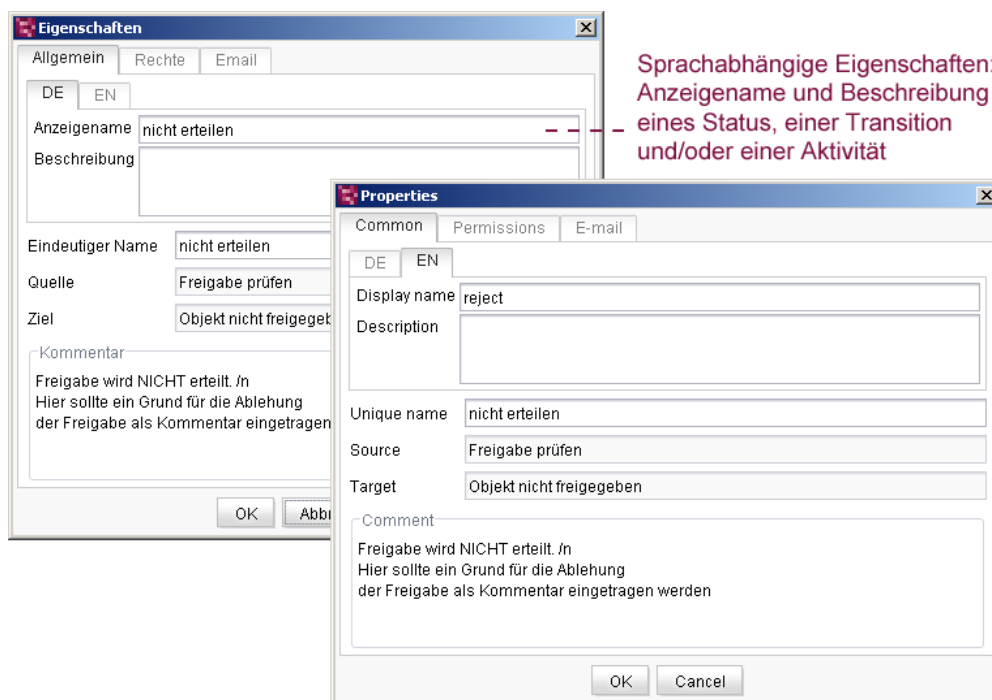 Eigenschaften
Allgemein Rechte Email
DE EN
Anzeigename nicht erteilen
Beschreibung
Eindeutiger Name nicht erteilen
Quelle Freigabe prüfen
Ziel Objekt nicht freigegeb
Kommentar
Freigabe wird NICHT erteilt. /n
Hier sollte ein Grund für die Ablehung
der Freigabe als Kommentar eingetragen
OK Abbr
Sprachabhängige Eigenschaften:
Anzeigename und Beschreibung
eines Status, einer Transition
und/oder einer Aktivität
Properties
Common Permissions E-mail
DE EN
Display name reject
Description
Unique name nicht erteilen
Source Freigabe prüfen
Target Objekt nicht freigegeben
Comment
Freigabe wird NICHT erteilt. /n
Hier sollte ein Grund für die Ablehung
der Freigabe als Kommentar eingetragen werden
OK Cancel